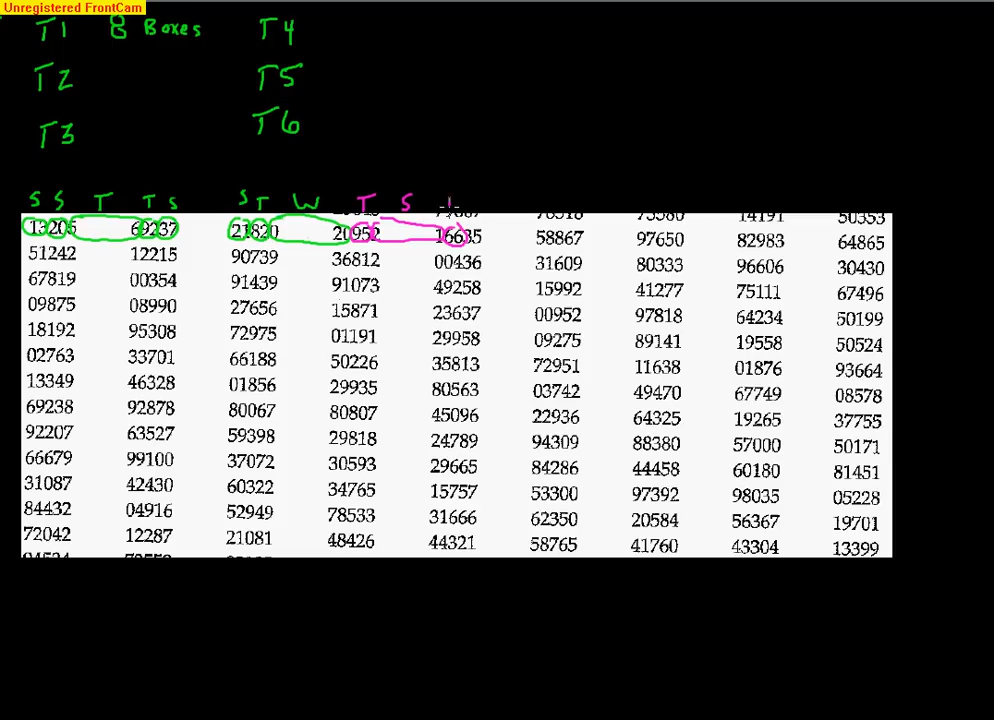 Unregistered FrontCam
T1 8 Boxes T4
T2 T5
T3 T6
S S T T S S T W T S
14191 50353
13205 69237 21820 20952 16635 58867 97650 82983 64865
51242 12215 90739 36812 00436 31609 80333 96606 30430
67819 00354 91439 91073 49258 15992 41277 75111 67496
09875 08990 27656 15871 23637 00952 97818 64234 50199
18192 95308 72975 01191 29958 09275 89141 19558 50524
02763 33701 66188 50226 35813 72951 11638 01876 93664
13349 46328 01856 29935 80563 03742 49470 67749 08578
69238 92878 80067 80807 45096 22936 64325 19265 37755
92207 63527 59398 29818 24789 94309 88380 57000 50171
66679 99100 37072 30593 29665 84286 44458 60180 81451
31087 42430 60322 34765 15757 53300 97392 98035 05228
84432 04916 52949 78533 31666 62350 20584 56367 19701
72042 12287 21081 48426 44321 58765 41760 43304 13399